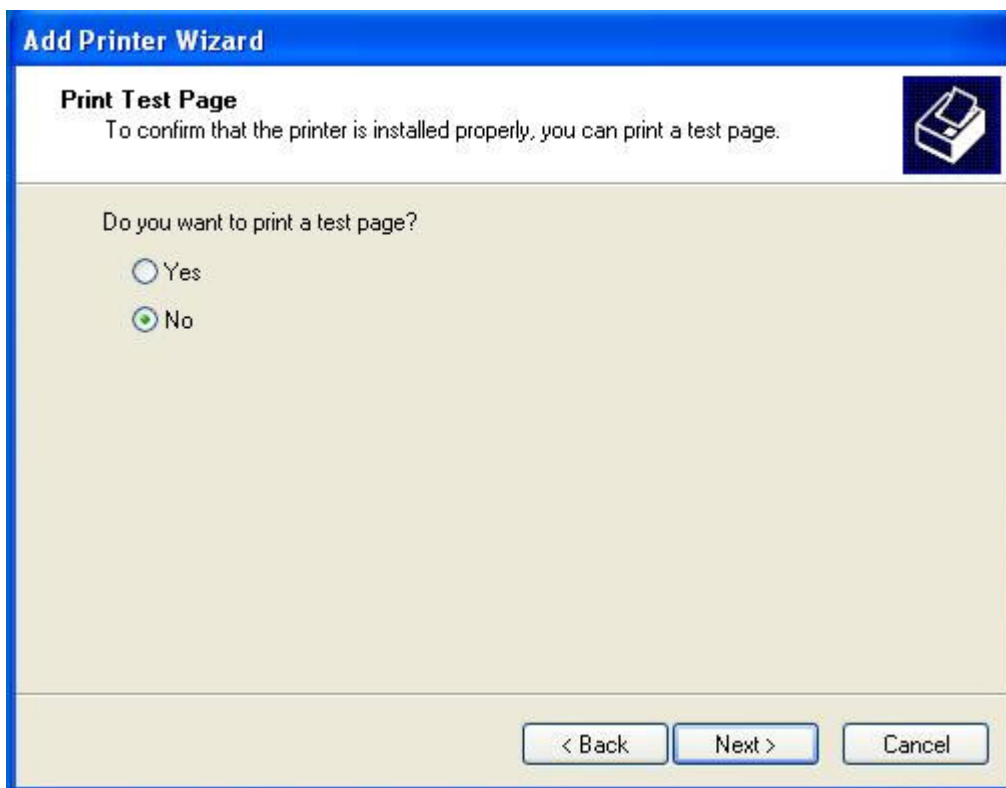 Add Printer Wizard
Print Test Page
To confirm that the printer is installed properly, you can print a test page.
Do you want to print a test page?
Yes
No
< Back Next > Cancel